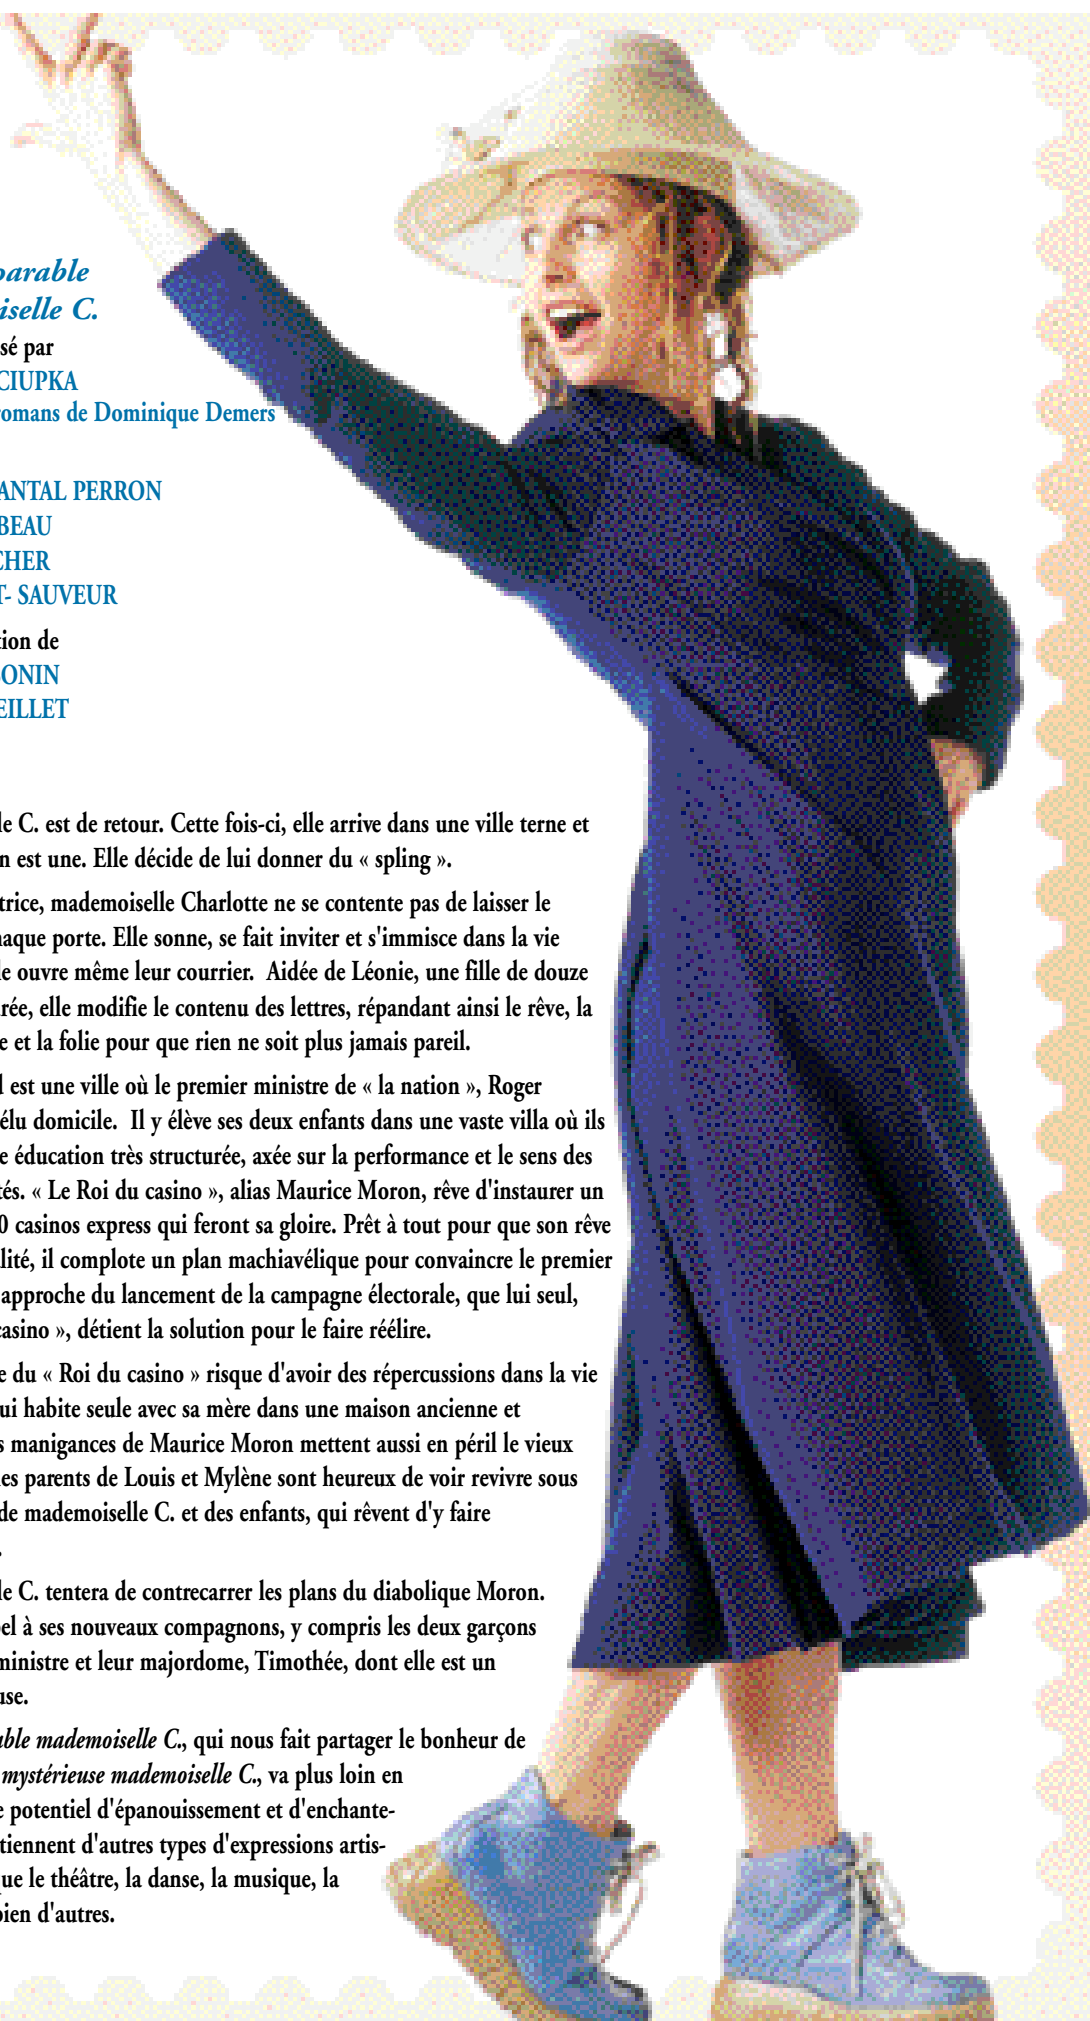 parable
iselle C.
sé par
CIUPKA
romans de Dominique Demers
ANTAL PERRON
BEAU
CHER
T- SAUVEUR
tion de
ONIN
EILLET
le C. est de retour. Cette fois-ci, elle arrive dans une ville terne et
n est une. Elle décide de lui donner du « spling ».
trice, mademoiselle Charlotte ne se contente pas de laisser le
haque porte. Elle sonne, se fait inviter et s'immisce dans la vie
le ouvre même leur courrier. Aidée de Léonie, une fille de douze
rée, elle modifie le contenu des lettres, répandant ainsi le rêve, la
e et la folie pour que rien ne soit plus jamais pareil.
l est une ville où le premier ministre de « la nation », Roger
élu domicile. Il y élève ses deux enfants dans une vaste villa où ils
e éducation très structurée, axée sur la performance et le sens des
tés. « Le Roi du casino », alias Maurice Moron, rêve d'instaurer un
0 casinos express qui feront sa gloire. Prêt à tout pour que son rêve
lité, il complote un plan machiavélique pour convaincre le premier
approche du lancement de la campagne électorale, que lui seul,
casino », détient la solution pour le faire réélire.
e du « Roi du casino » risque d'avoir des répercussions dans la vie
ui habite seule avec sa mère dans une maison ancienne et
s manigances de Maurice Moron mettent aussi en péril le vieux
les parents de Louis et Mylène sont heureux de voir revivre sous
de mademoiselle C. et des enfants, qui rêvent d'y faire
.
le C. tentera de contrecarrer les plans du diabolique Moron.
el à ses nouveaux compagnons, y compris les deux garçons
ministre et leur majordome, Timothée, dont elle est un
use.
able mademoiselle C., qui nous fait partager le bonheur de
mystérieuse mademoiselle C., va plus loin en
e potentiel d'épanouissement et d'enchante-
tiennent d'autres types d'expressions artis-
que le théâtre, la danse, la musique, la
bien d'autres.